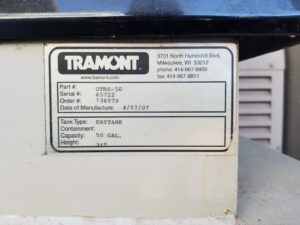 TRAMONT.
www.tramont.com
3701 North Humboldt Blvd.
Milwaukee, WI 53212
phone: 414-967-8800
fax: 414-967-8811
Part #: UTRS-50
Serial #: 65722
Order #: 136979
Date of Manufacture: 4/17/07
Tank Type: DAYTANK
Containment:
Capacity: 50 GAL.
Height: